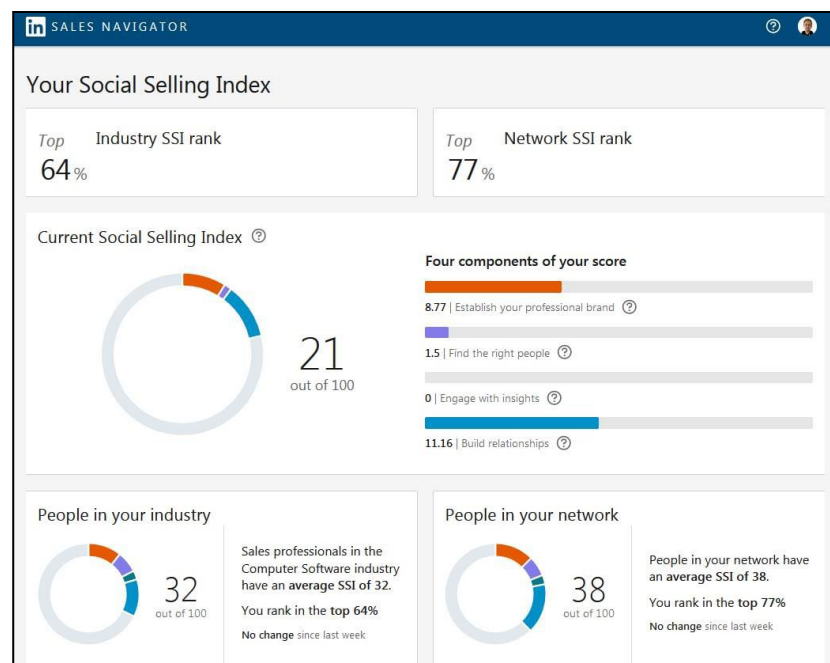 in SALES NAVIGATOR
Your Social Selling Index
Top Industry SSI rank
64%
Top Network SSI rank
77%
Current Social Selling Index ?
21
out of 100
Four components of your score
8.77 | Establish your professional brand ?
1.5 | Find the right people ?
0 | Engage with insights ?
11.16 | Build relationships ?
People in your industry
32
out of 100
Sales professionals in the
Computer Software industry
have an average SSI of 32.
You rank in the top 64%
No change since last week
People in your network
38
out of 100
People in your network have
an average SSI of 38.
You rank in the top 77%
No change since last week